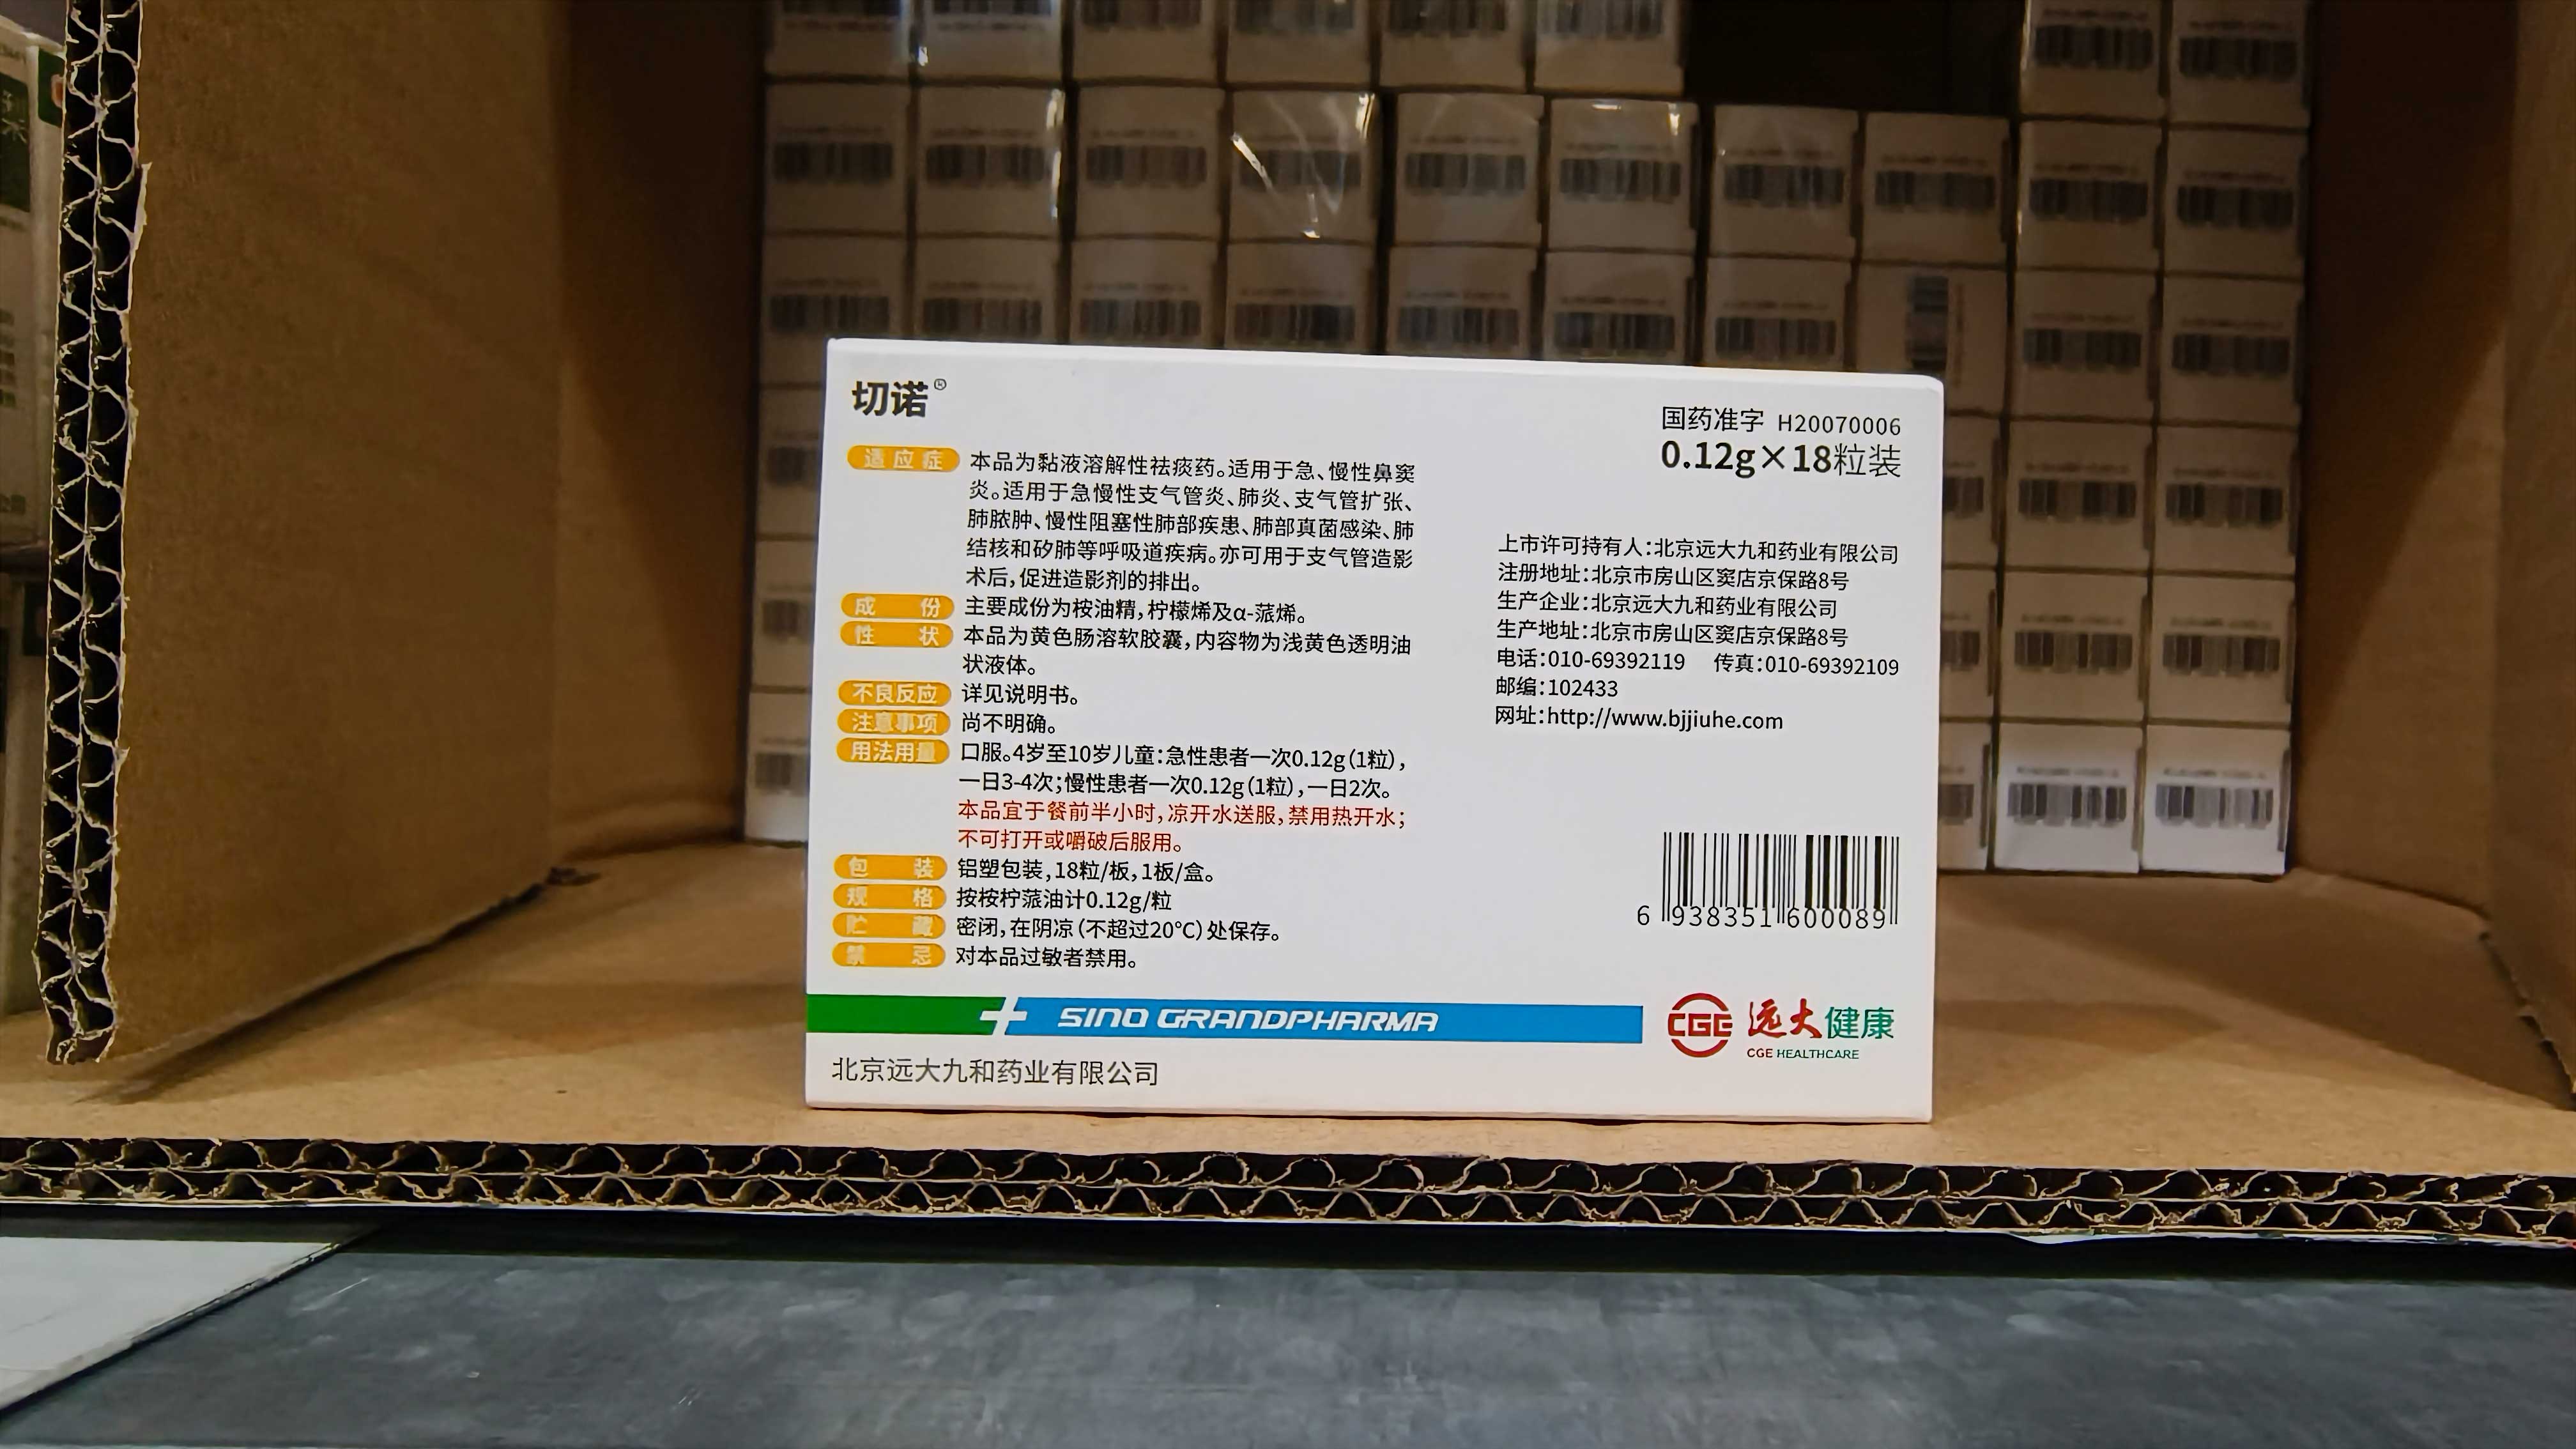 切诺®
国药准字 H20070006
0.12g×18粒装
适应症 本品为黏液溶解性祛痰药。适用于急、慢性鼻窦
炎。适用于急慢性支气管炎、肺炎、支气管扩张、
肺脓肿、慢性阻塞性肺部疾患、肺部真菌感染、肺
结核和矽肺等呼吸道疾病。亦可用于支气管造影
术后,促进造影剂的排出。
成份 主要成份为桉油精,柠檬烯及α-蒎烯。
性状 本品为黄色肠溶软胶囊,内容物为浅黄色透明油
状液体。
不良反应 详见说明书。
注意事项 尚不明确。
用法用量 口服。4岁至10岁儿童:急性患者一次0.12g(1粒),
一日3-4次;慢性患者一次0.12g(1粒),一日2次。
本品宜于餐前半小时,凉开水送服,禁用热开水;
不可打开或嚼破后服用。
包装 铝塑包装,18粒/板,1板/盒。
规格 按桉柠蒎油计0.12g/粒
贮藏 密闭,在阴凉(不超过20℃)处保存。
禁忌 对本品过敏者禁用。
上市许可持有人:北京远大九和药业有限公司
注册地址:北京市房山区窦店京保路8号
生产企业:北京远大九和药业有限公司
生产地址:北京市房山区窦店京保路8号
电话:010-69392119 传真:010-69392109
邮编:102433
网址:http://www.bjjiuhe.com
6 938351 600089
SINO GRANDPHARMA
CGE 远大健康
CGE HEALTHCARE
北京远大九和药业有限公司